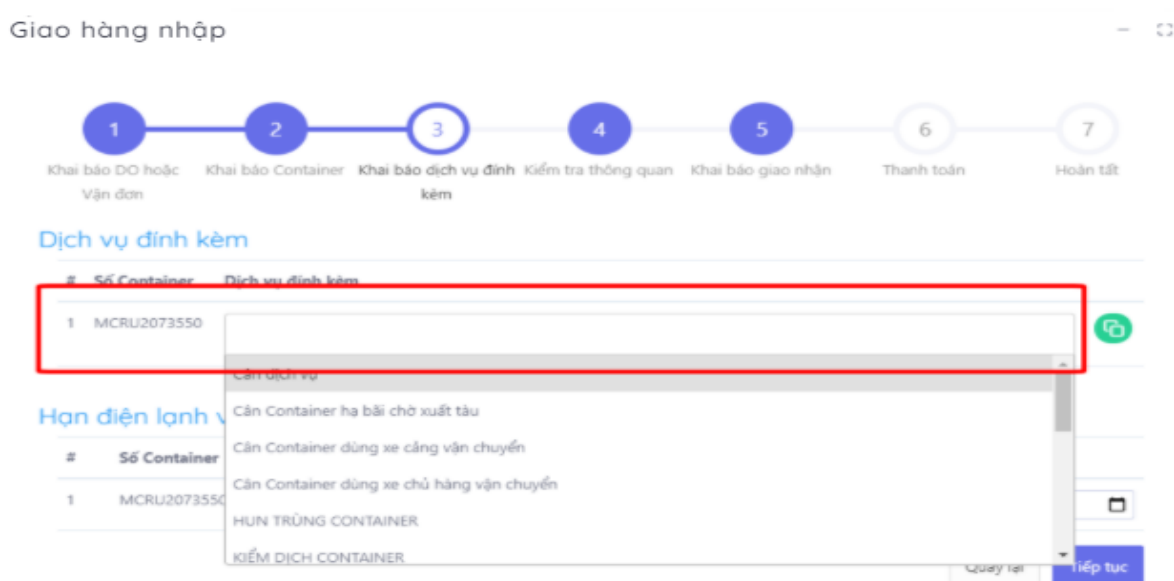 Giao hàng nhập
1 2 3 4 5 6 7
Khai báo DO hoặc Vận đơn
Khai báo Container
Khai báo dịch vụ đính kèm
Kiểm tra thông quan
Khai báo giao nhận
Thanh toán
Hoàn tất
Dịch vụ đính kèm
# Số Container Dịch vụ đính kèm
1 MCRU2073550
Cân dịch vụ
Cân Container hạ bãi chờ xuất tàu
Cân Container dùng xe cảng vận chuyển
Cân Container dùng xe chủ hàng vận chuyển
HUN TRÙNG CONTAINER
KIỂM DỊCH CONTAINER
Hạn điện lạnh
# Số Container
1 MCRU2073550
Quay lại Tiếp tục